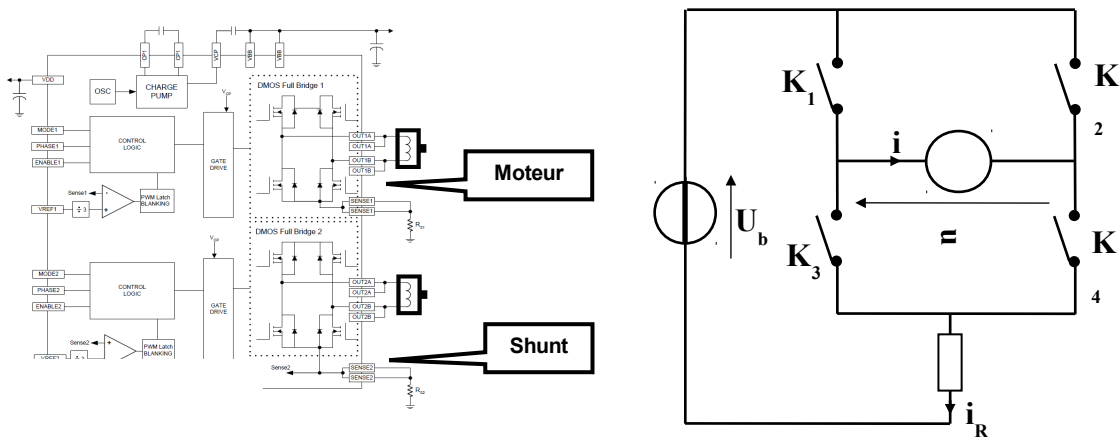 CP1
CP1
VCP
VBB
VBB
VDD
OSC
CHARGE
PUMP
DMOS Full Bridge 1
MODE1
PHASE1
ENABLE1
CONTROL
LOGIC
GATE
DRIVE
OUT1A
OUT1A
OUT1B
OUT1B
Moteur
Sense1
-
+
PWM Latch
BLANKING
VREF1
÷ 3
SENSE1
SENSE1
DMOS Full Bridge 2
MODE2
PHASE2
ENABLE2
CONTROL
LOGIC
GATE
DRIVE
OUT2A
OUT2A
OUT2B
OUT2B
Shunt
Sense2
+
PWM Latch
BLANKING
Sense2
SENSE2
SENSE2
K1
K
2
i
Ub
u
K3
K
4
iR